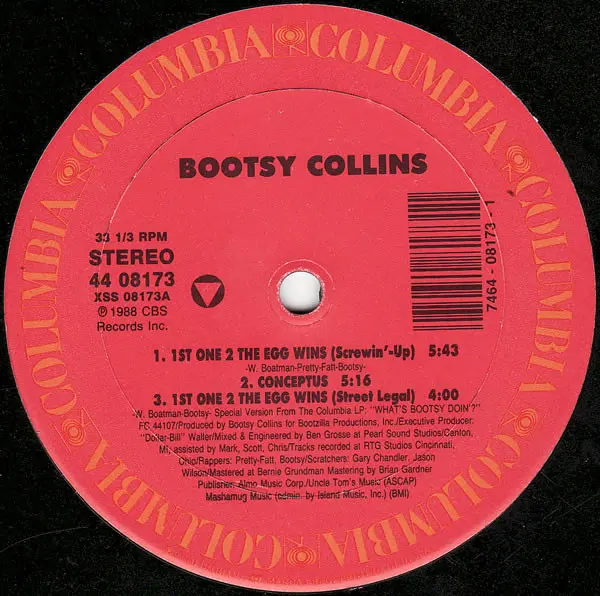 COLUMBIA COLUMBIA COLUMBIA COLUMBIA COLUMBIA COLUMBIA COLUMBIA
BOOTSY COLLINS
33 1/3 RPM
STEREO
44 08173
XSS 08173A
℗ 1988 CBS
Records Inc.
7464 - 08173 - 1
1. 1ST ONE 2 THE EGG WINS (Screwin'-Up) 5:43
-W. Boatman-Pretty-Fatt-Bootsy-
2. CONCEPTUS 5:16
3. 1ST ONE 2 THE EGG WINS (Street Legal) 4:00
-W. Boatman-Bootsy- Special Version From The Columbia LP: "WHAT'S BOOTSY DOIN'?"
FC 44107/Produced by Bootsy Collins for Bootzilla Productions, Inc./Executive Producer:
"Dollar-Bill" Waller/Mixed & Engineered by Ben Grosse at Pearl Sound Studios/Canton,
MI, assisted by Mark, Scott, Chris/Tracks recorded at RTG Studios Cincinnati,
Ohio/Rappers: Pretty-Fatt, Bootsy/Scratchers: Gary Chandler, Jason
Wilson/Mastered at Bernie Grundman Mastering by Brian Gardner
Publisher, Almo Music Corp./Uncle Tom's Music (ASCAP)
Mashamug Music (admin. by Island Music, Inc.) (BMI)